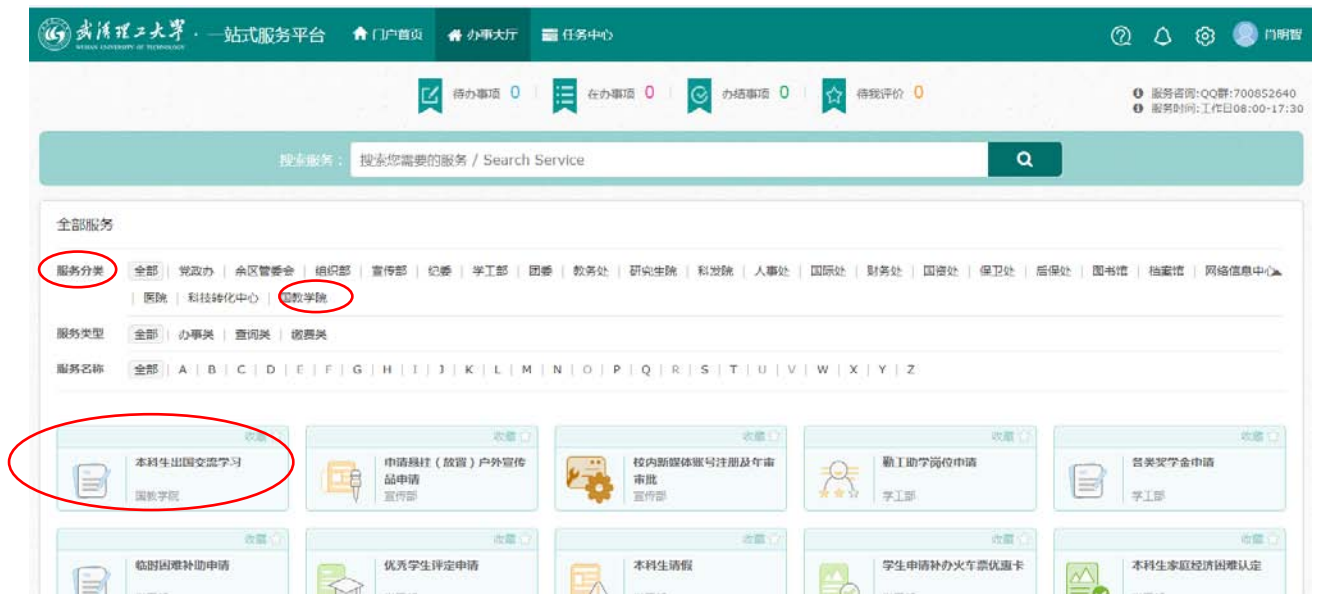 武汉理工大学 · 一站式服务平台 门户首页 办事大厅 任务中心 肖明智
WUHAN UNIVERSITY OF TECHNOLOGY
待办事项 0 在办事项 0 办结事项 0 待我评价 0
服务咨询:QQ群:700852640
服务时间:工作日08:00-17:30
搜索服务: 搜索您需要的服务 / Search Service
全部服务
服务分类 全部 | 党政办 | 余区管委会 | 组织部 | 宣传部 | 纪委 | 学工部 | 团委 | 教务处 | 研究生院 | 科发院 | 人事处 | 国际处 | 财务处 | 国资处 | 保卫处 | 后保处 | 图书馆 | 档案馆 | 网络信息中心
| 医院 | 科技转化中心 | 国教学院
服务类型 全部 | 办事类 | 查询类 | 缴费类
服务名称 全部 | A | B | C | D | E | F | G | H | I | J | K | L | M | N | O | P | Q | R | S | T | U | V | W | X | Y | Z
收藏 收藏 收藏 收藏 收藏
本科生出国交流学习
国教学院
申请悬挂(放置)户外宣传
品申请
宣传部
校内新媒体账号注册及年审
审批
宣传部
勤工助学岗位申请
学工部
各类奖学金申请
学工部
收藏 收藏 收藏 收藏 收藏
临时困难补助申请
优秀学生评定申请
本科生请假
学生申请补办火车票优惠卡
本科生家庭经济困难认定